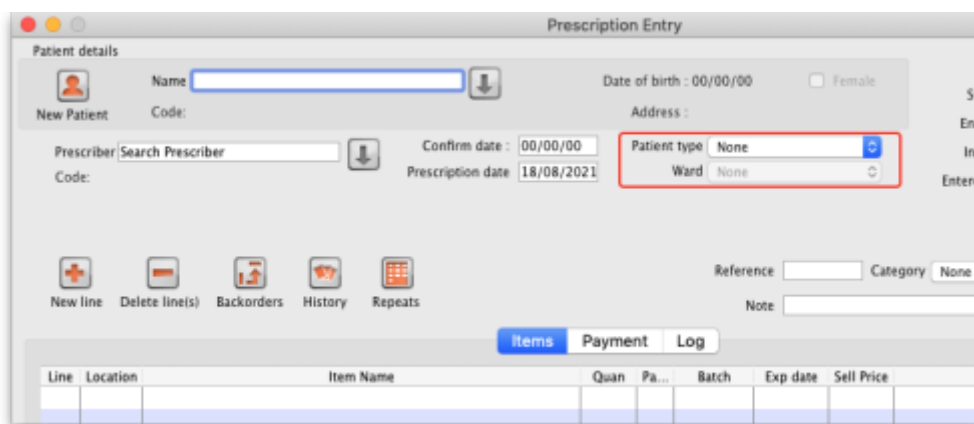 Prescription Entry
Patient details
Name
Date of birth : 00/00/00
Female
New Patient
Code:
Address :
Prescriber Search Prescriber
Confirm date : 00/00/00
Patient type None
Code:
Prescription date 18/08/2021
Ward None
S
En
In
Enter
New line Delete line(s) Backorders History Repeats
Reference
Category None
Note
Items Payment Log
Line Location Item Name Quan Pa... Batch Exp date Sell Price